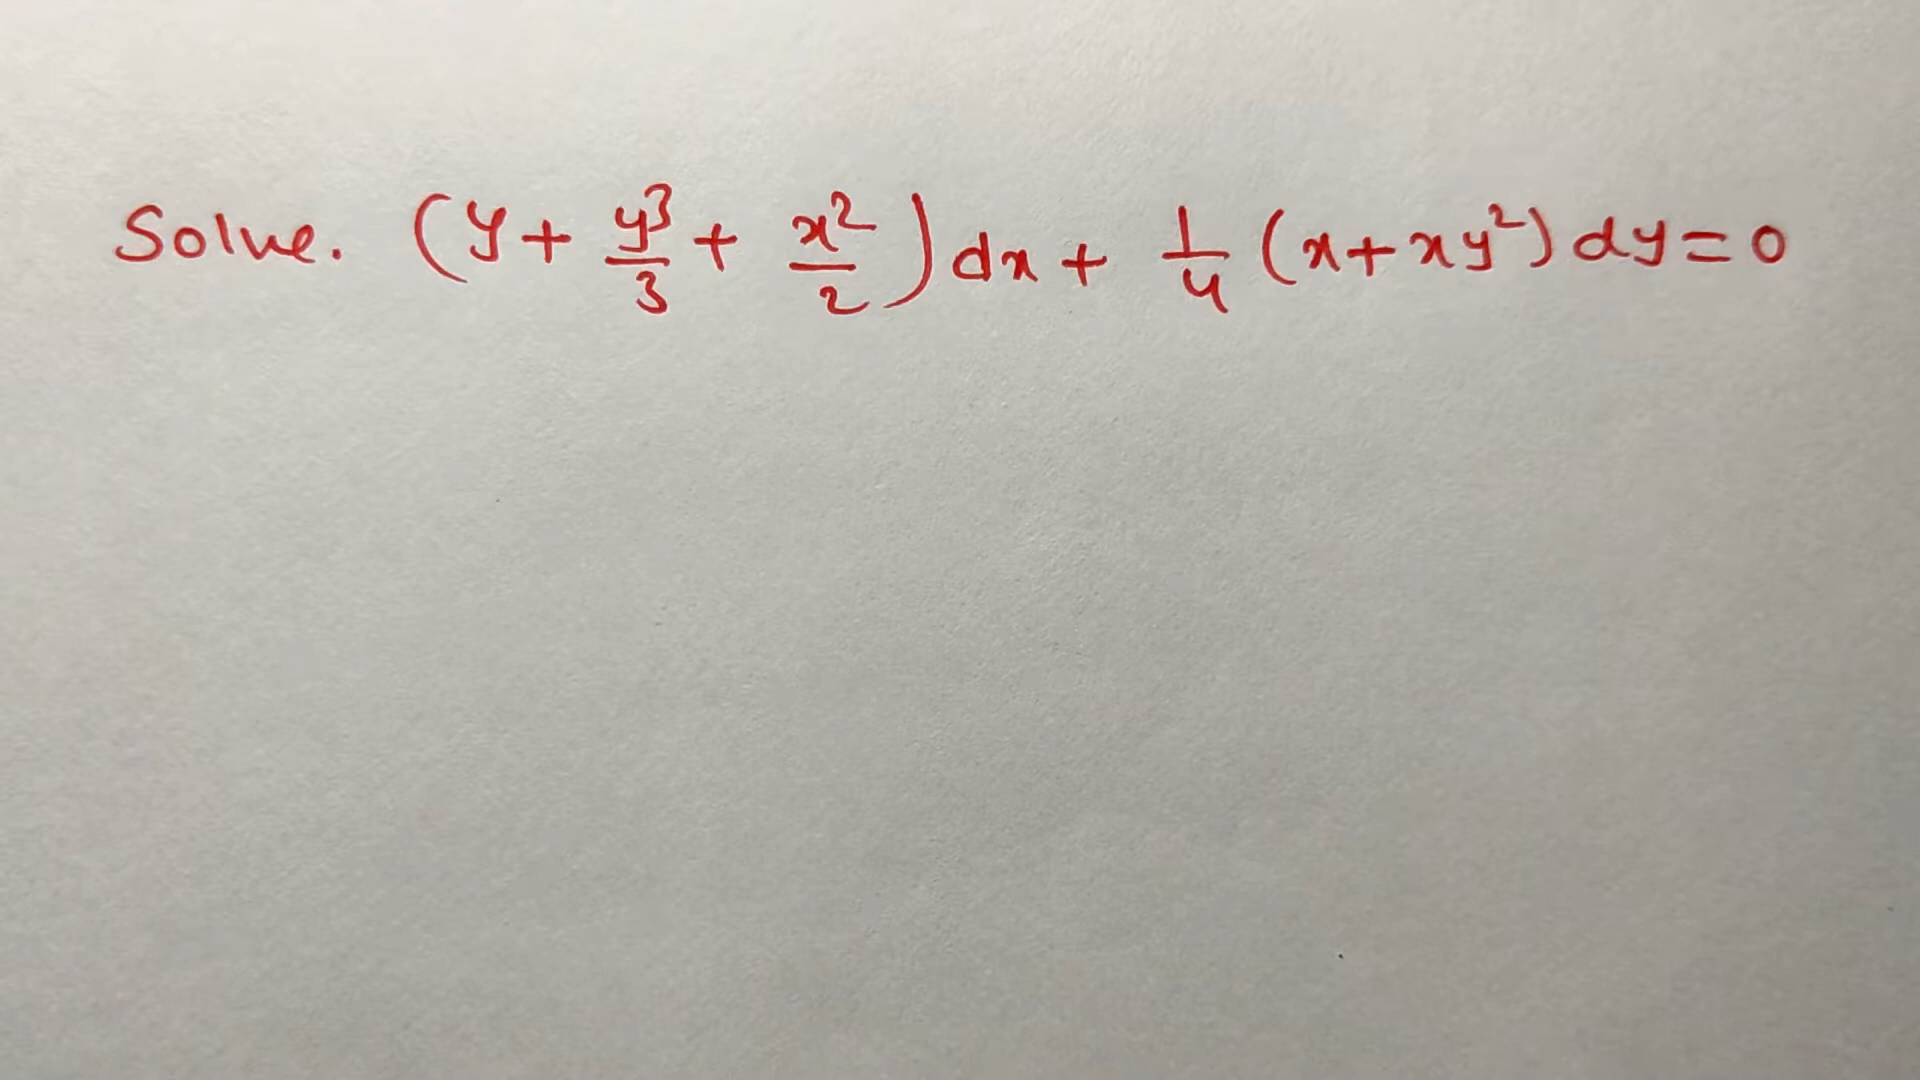 Solve. (y + y³/3 + x²/2) dx + 1/4 (x + xy²) dy = 0